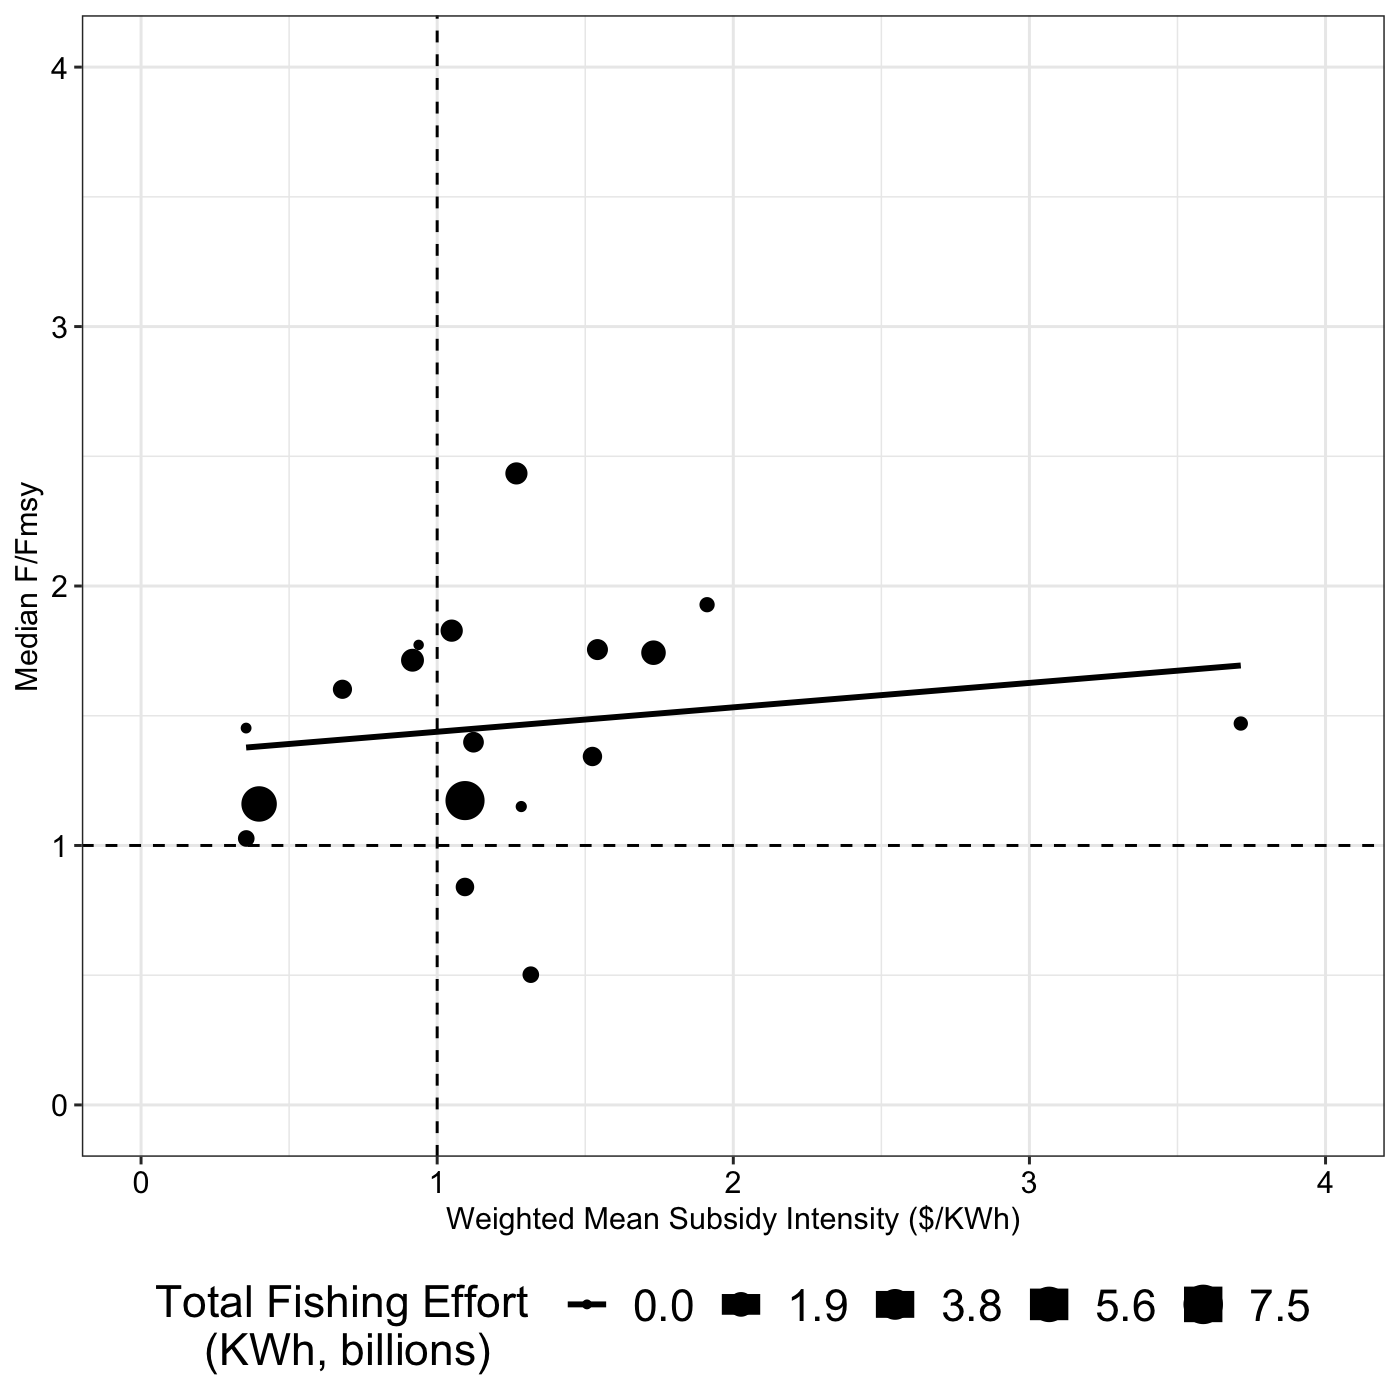 4
3
2
1
0
Median F/Fmsy
0 1 2 3 4
Weighted Mean Subsidy Intensity ($/KWh)
Total Fishing Effort
(KWh, billions)
0.0 1.9 3.8 5.6 7.5